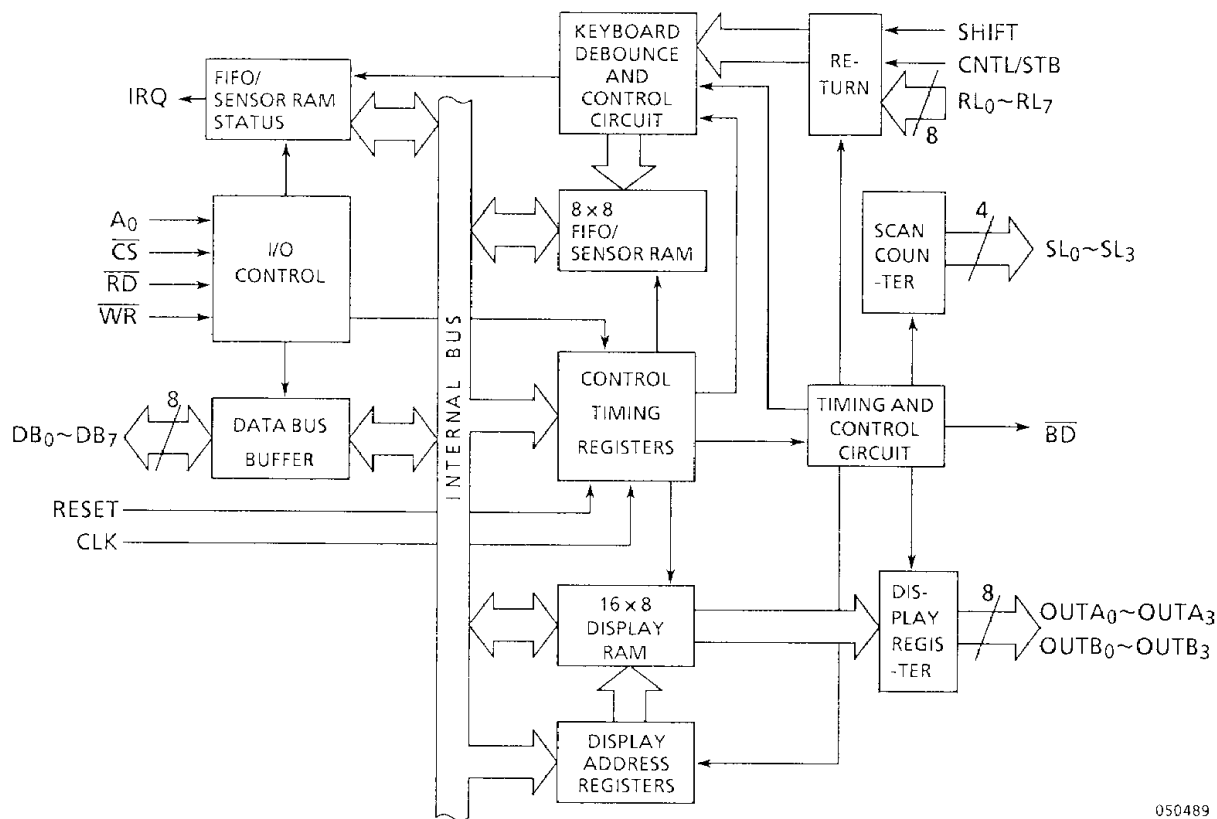 IRQ
FIFO/
SENSOR RAM
STATUS
KEYBOARD
DEBOUNCE
AND
CONTROL
CIRCUIT
RE-
TURN
SHIFT
CNTL/STB
RL0~RL7
8
A0
CS
RD
WR
I/O
CONTROL
8 x 8
FIFO/
SENSOR RAM
SCAN
COUN
-TER
4
SL0~SL3
INTERNAL BUS
DB0~DB7
8
DATA BUS
BUFFER
CONTROL
TIMING
REGISTERS
TIMING AND
CONTROL
CIRCUIT
BD
RESET
CLK
16 x 8
DISPLAY
RAM
DIS-
PLAY
REGIS
-TER
8
OUTA0~OUTA3
OUTB0~OUTB3
DISPLAY
ADDRESS
REGISTERS
050489